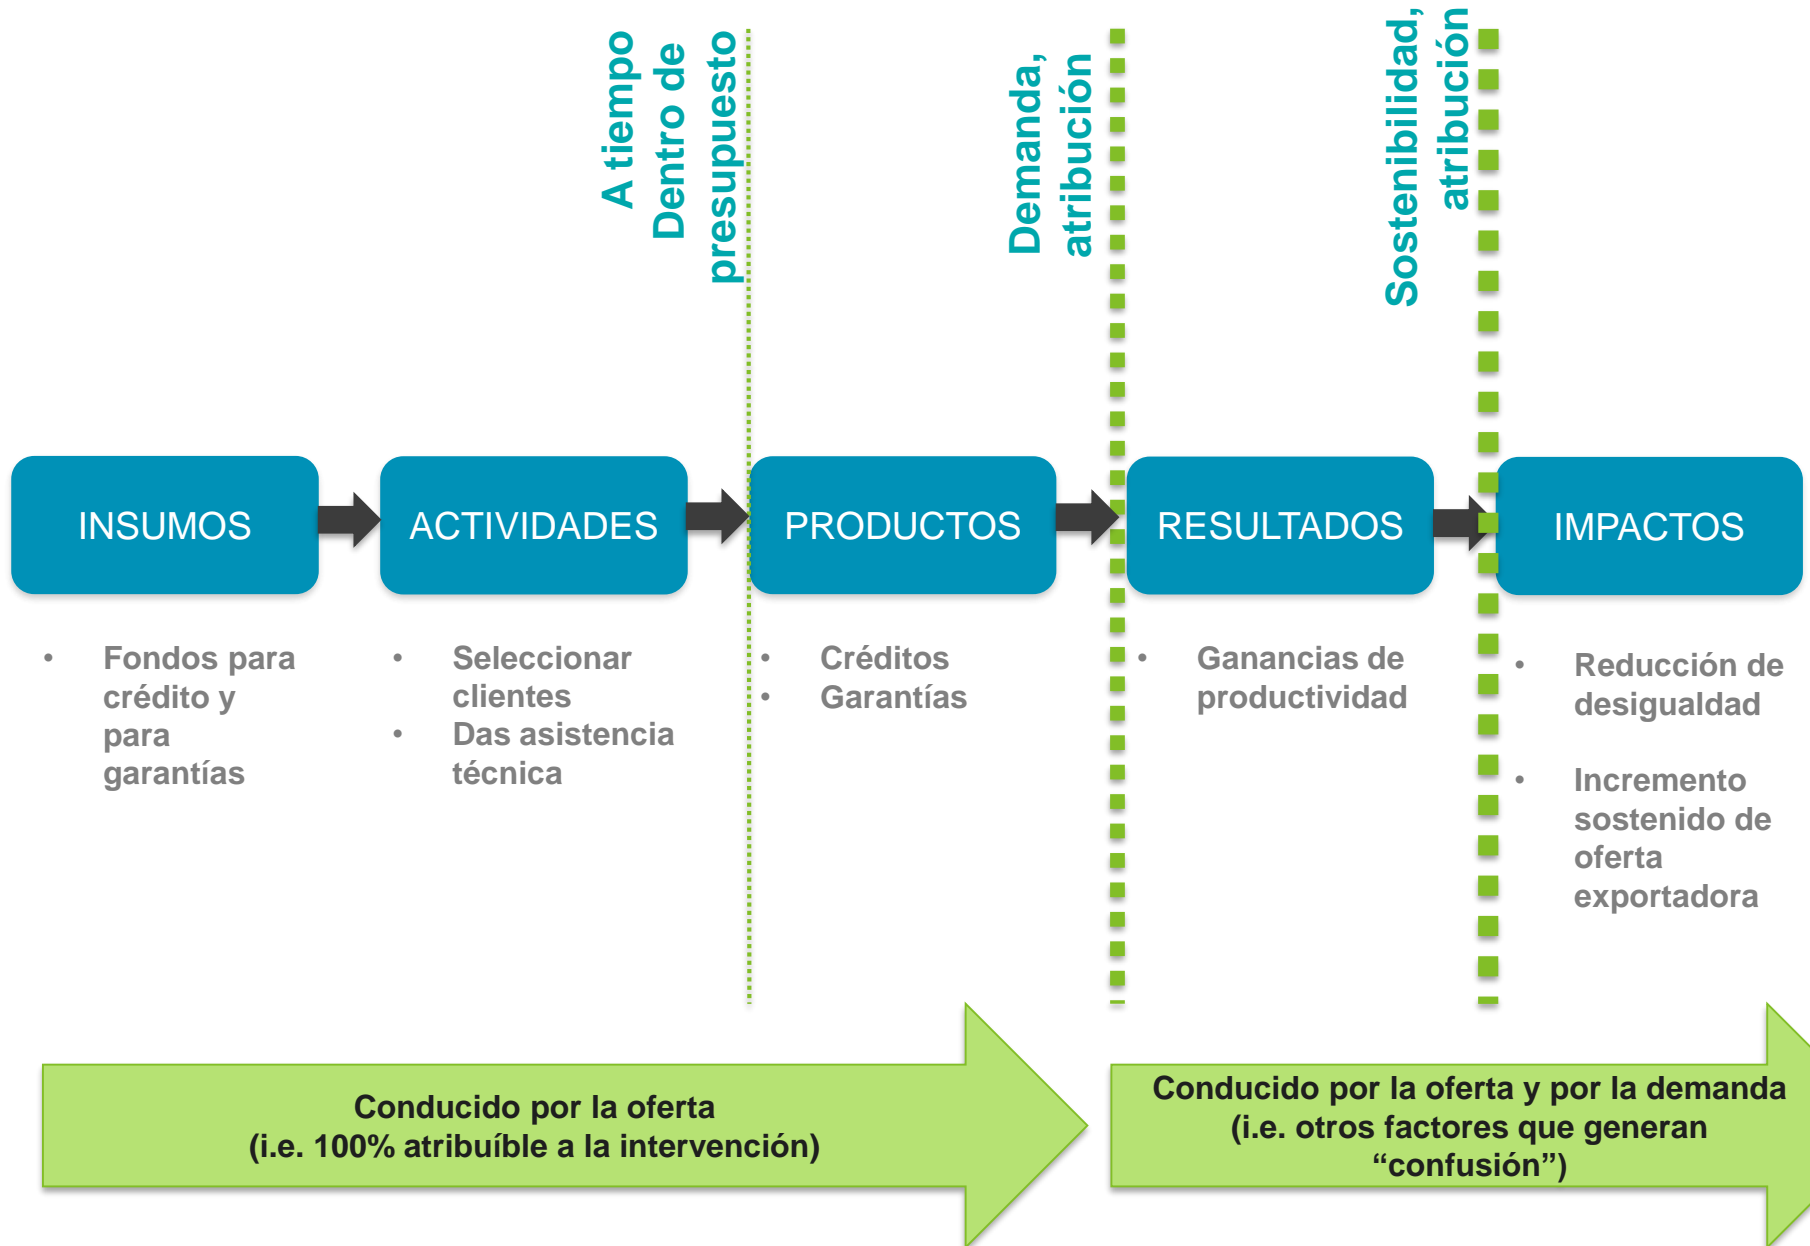 A tiempo
Dentro de
presupuesto
Demanda,
atribución
Sostenibilidad,
atribución
INSUMOS
ACTIVIDADES
PRODUCTOS
RESULTADOS
IMPACTOS
• Fondos para
crédito y
para
garantías
• Seleccionar
clientes
• Das asistencia
técnica
• Créditos
• Garantías
• Ganancias de
productividad
• Reducción de
desigualdad
• Incremento
sostenido de
oferta
exportadora
Conducido por la oferta
(i.e. 100% atribuíble a la intervención)
Conducido por la oferta y por la demanda
(i.e. otros factores que generan
“confusión”)